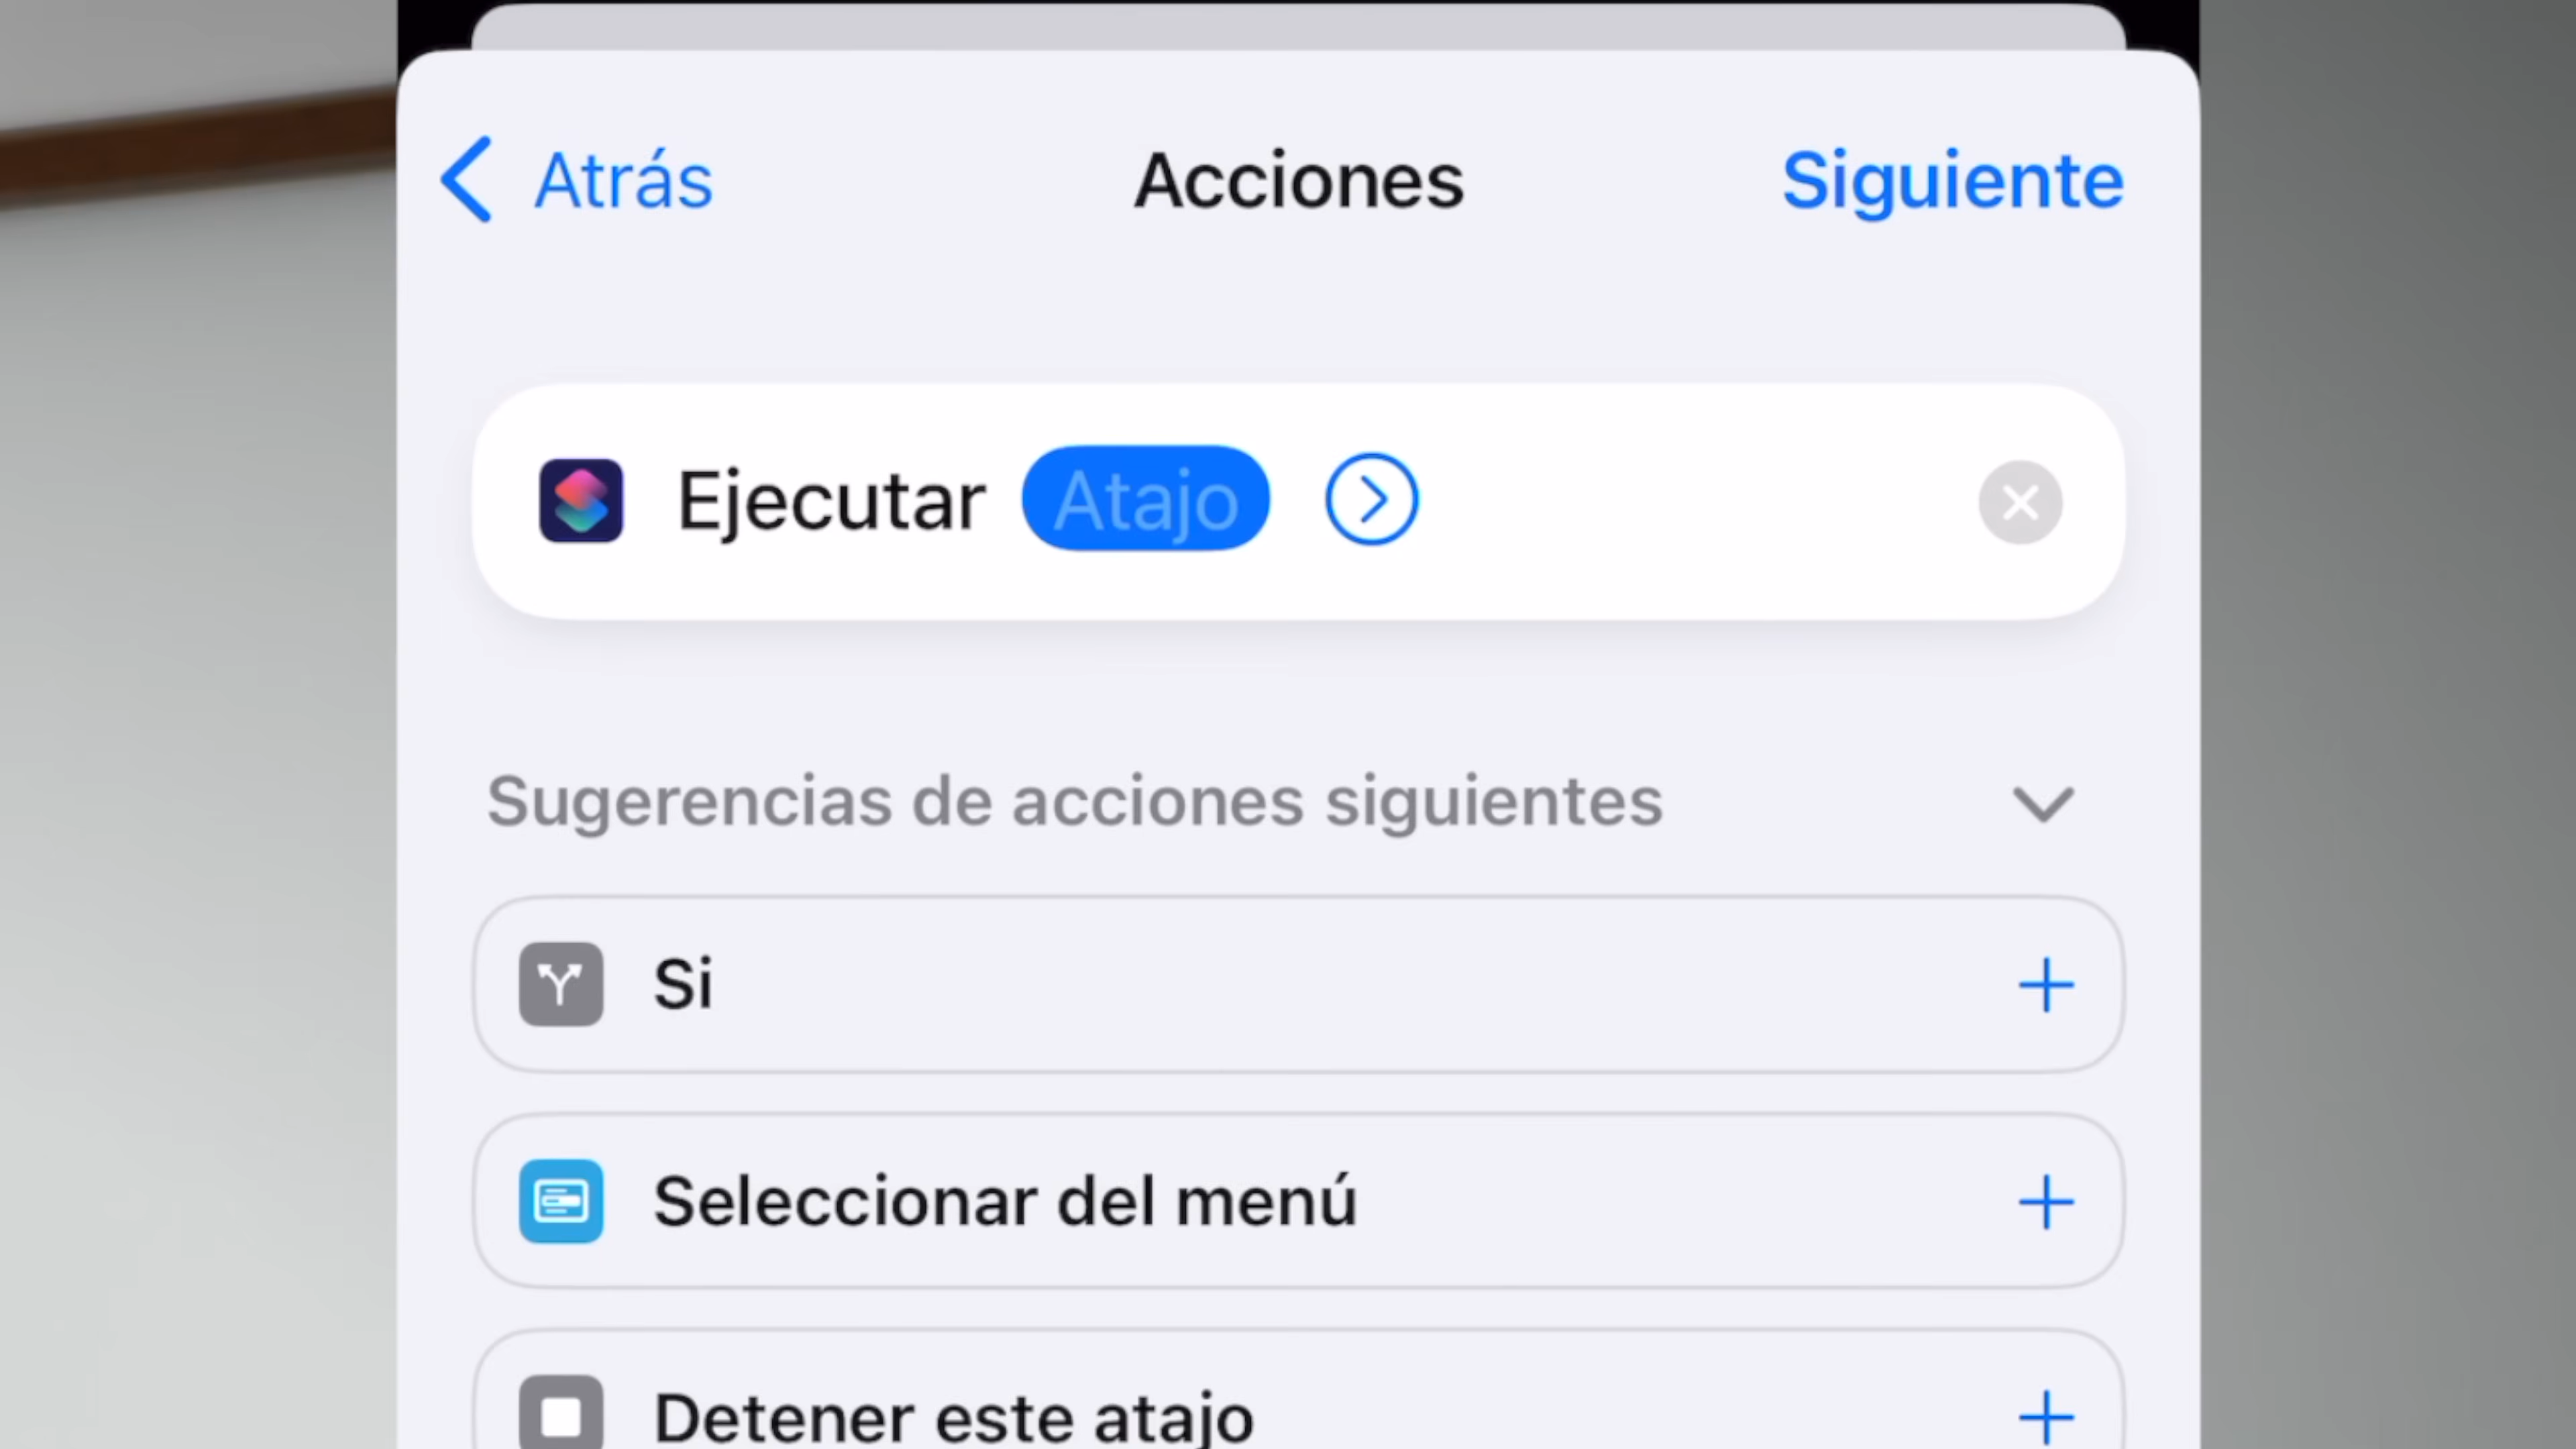 Atrás Acciones Siguiente
Ejecutar Atajo
Sugerencias de acciones siguientes
Si
Seleccionar del menú
Detener este atajo